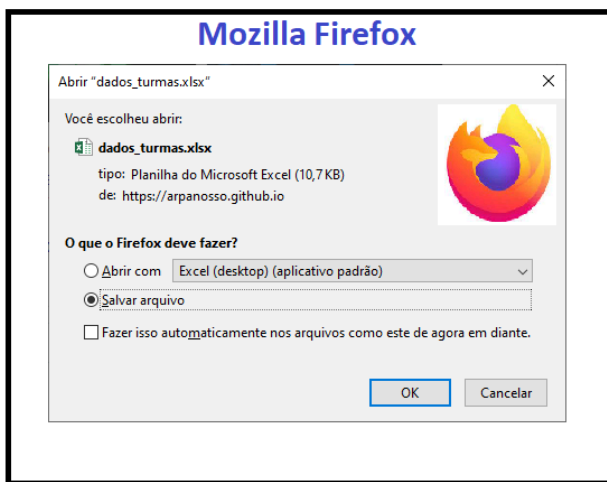 Mozilla Firefox
Abrir "dados_turmas.xlsx"
Você escolheu abrir:
dados_turmas.xlsx
tipo: Planilha do Microsoft Excel (10,7 KB)
de: https://arpanosso.github.io
O que o Firefox deve fazer?
Abrir com Excel (desktop) (aplicativo padrão)
Salvar arquivo
Fazer isso automaticamente nos arquivos como este de agora em diante.
OK Cancelar